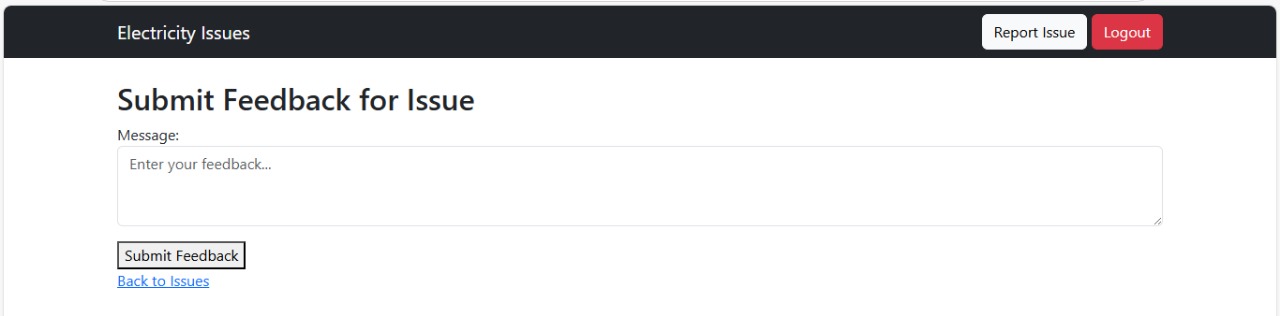 Electricity Issues
Report Issue
Logout
Submit Feedback for Issue
Message:
Enter your feedback...
Submit Feedback
Back to Issues